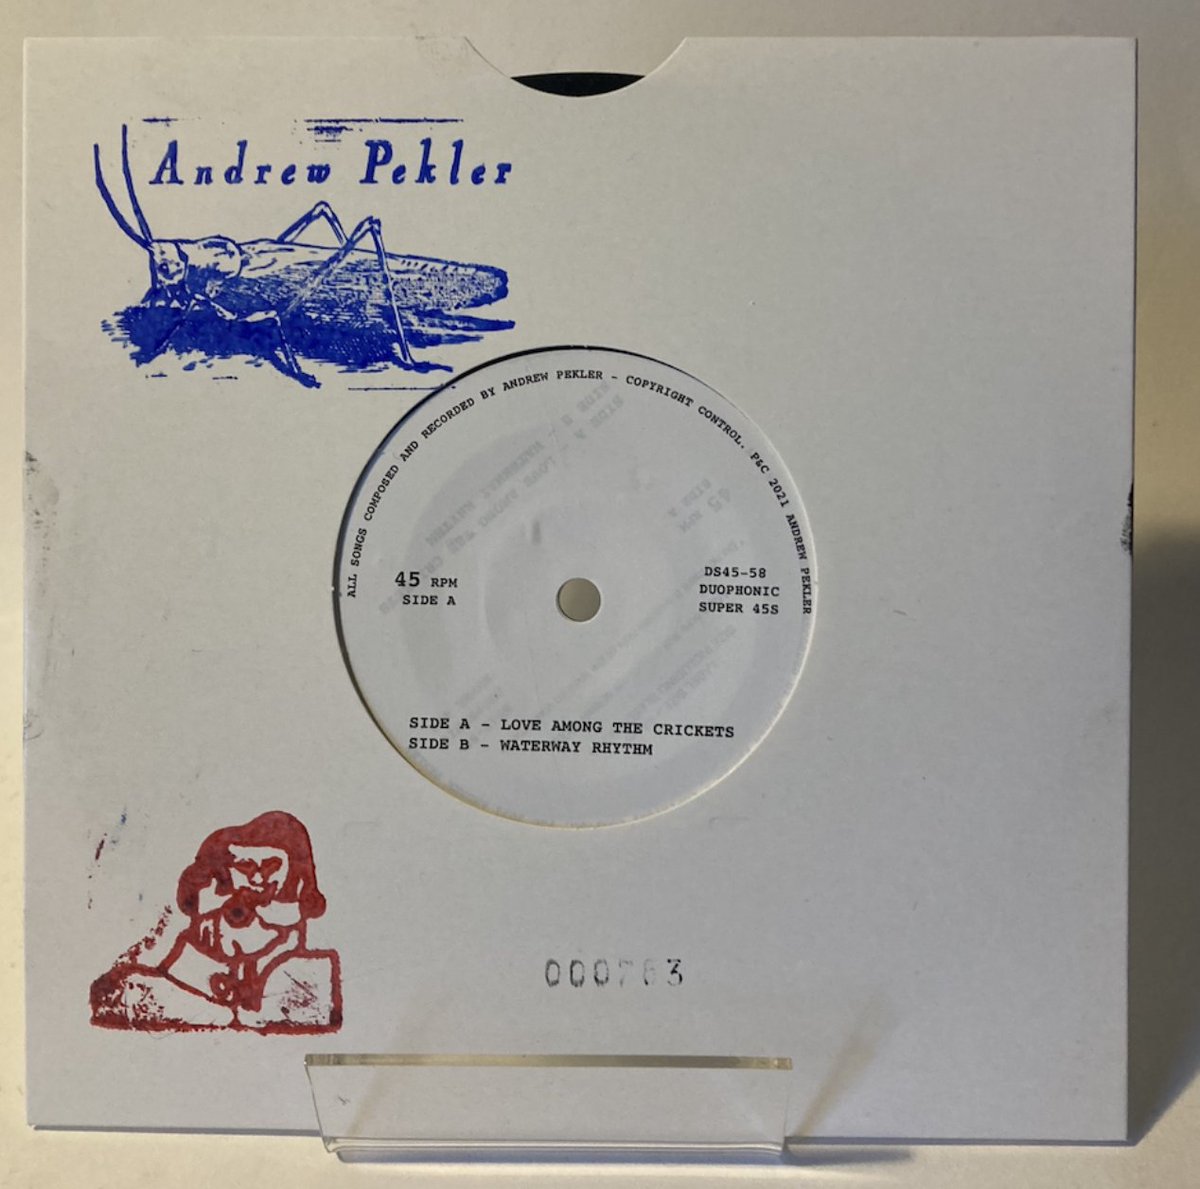 Andrew Pekler
ALL SONGS COMPOSED AND RECORDED BY ANDREW PEKLER - COPYRIGHT CONTROL. P&C 2021 ANDREW PEKLER
45 RPM
SIDE A
DS45-58
DUOPHONIC
SUPER 45S
SIDE A - LOVE AMONG THE CRICKETS
SIDE B - WATERWAY RHYTHM
000763